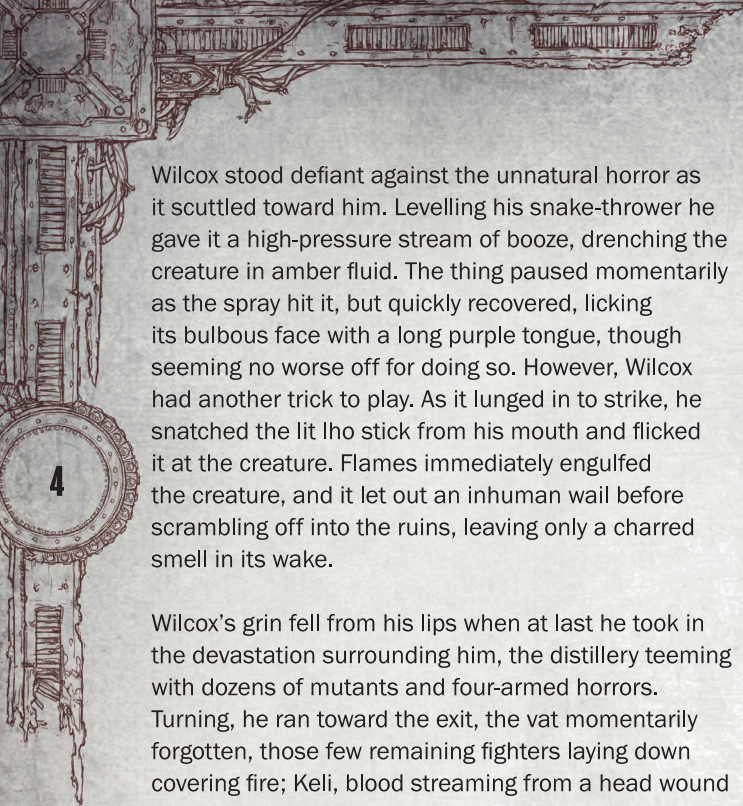 Wilcox stood defiant against the unnatural horror as
it scuttled toward him. Levelling his snake-thrower he
gave it a high-pressure stream of booze, drenching the
creature in amber fluid. The thing paused momentarily
as the spray hit it, but quickly recovered, licking
its bulbous face with a long purple tongue, though
seeming no worse off for doing so. However, Wilcox
had another trick to play. As it lunged in to strike, he
snatched the lit lho stick from his mouth and flicked
it at the creature. Flames immediately engulfed
the creature, and it let out an inhuman wail before
scrambling off into the ruins, leaving only a charred
smell in its wake.
4
Wilcox’s grin fell from his lips when at last he took in
the devastation surrounding him, the distillery teeming
with dozens of mutants and four-armed horrors.
Turning, he ran toward the exit, the vat momentarily
forgotten, those few remaining fighters laying down
covering fire; Keli, blood streaming from a head wound